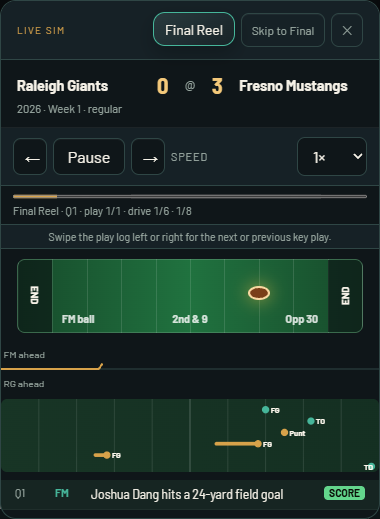 LIVE SIM Final Reel Skip to Final ×
Raleigh Giants 0 @ 3 Fresno Mustangs
2026 · Week 1 · regular
← Pause → SPEED 1×
Final Reel · Q1 · play 1/1 · drive 1/6 · 1/8
Swipe the play log left or right for the next or previous key play.
END END
FM ball 2nd & 9 Opp 30
FM ahead
RG ahead
FG
TO
Punt
FG
FG
TD
Q1 FM Joshua Dang hits a 24-yard field goal SCORE